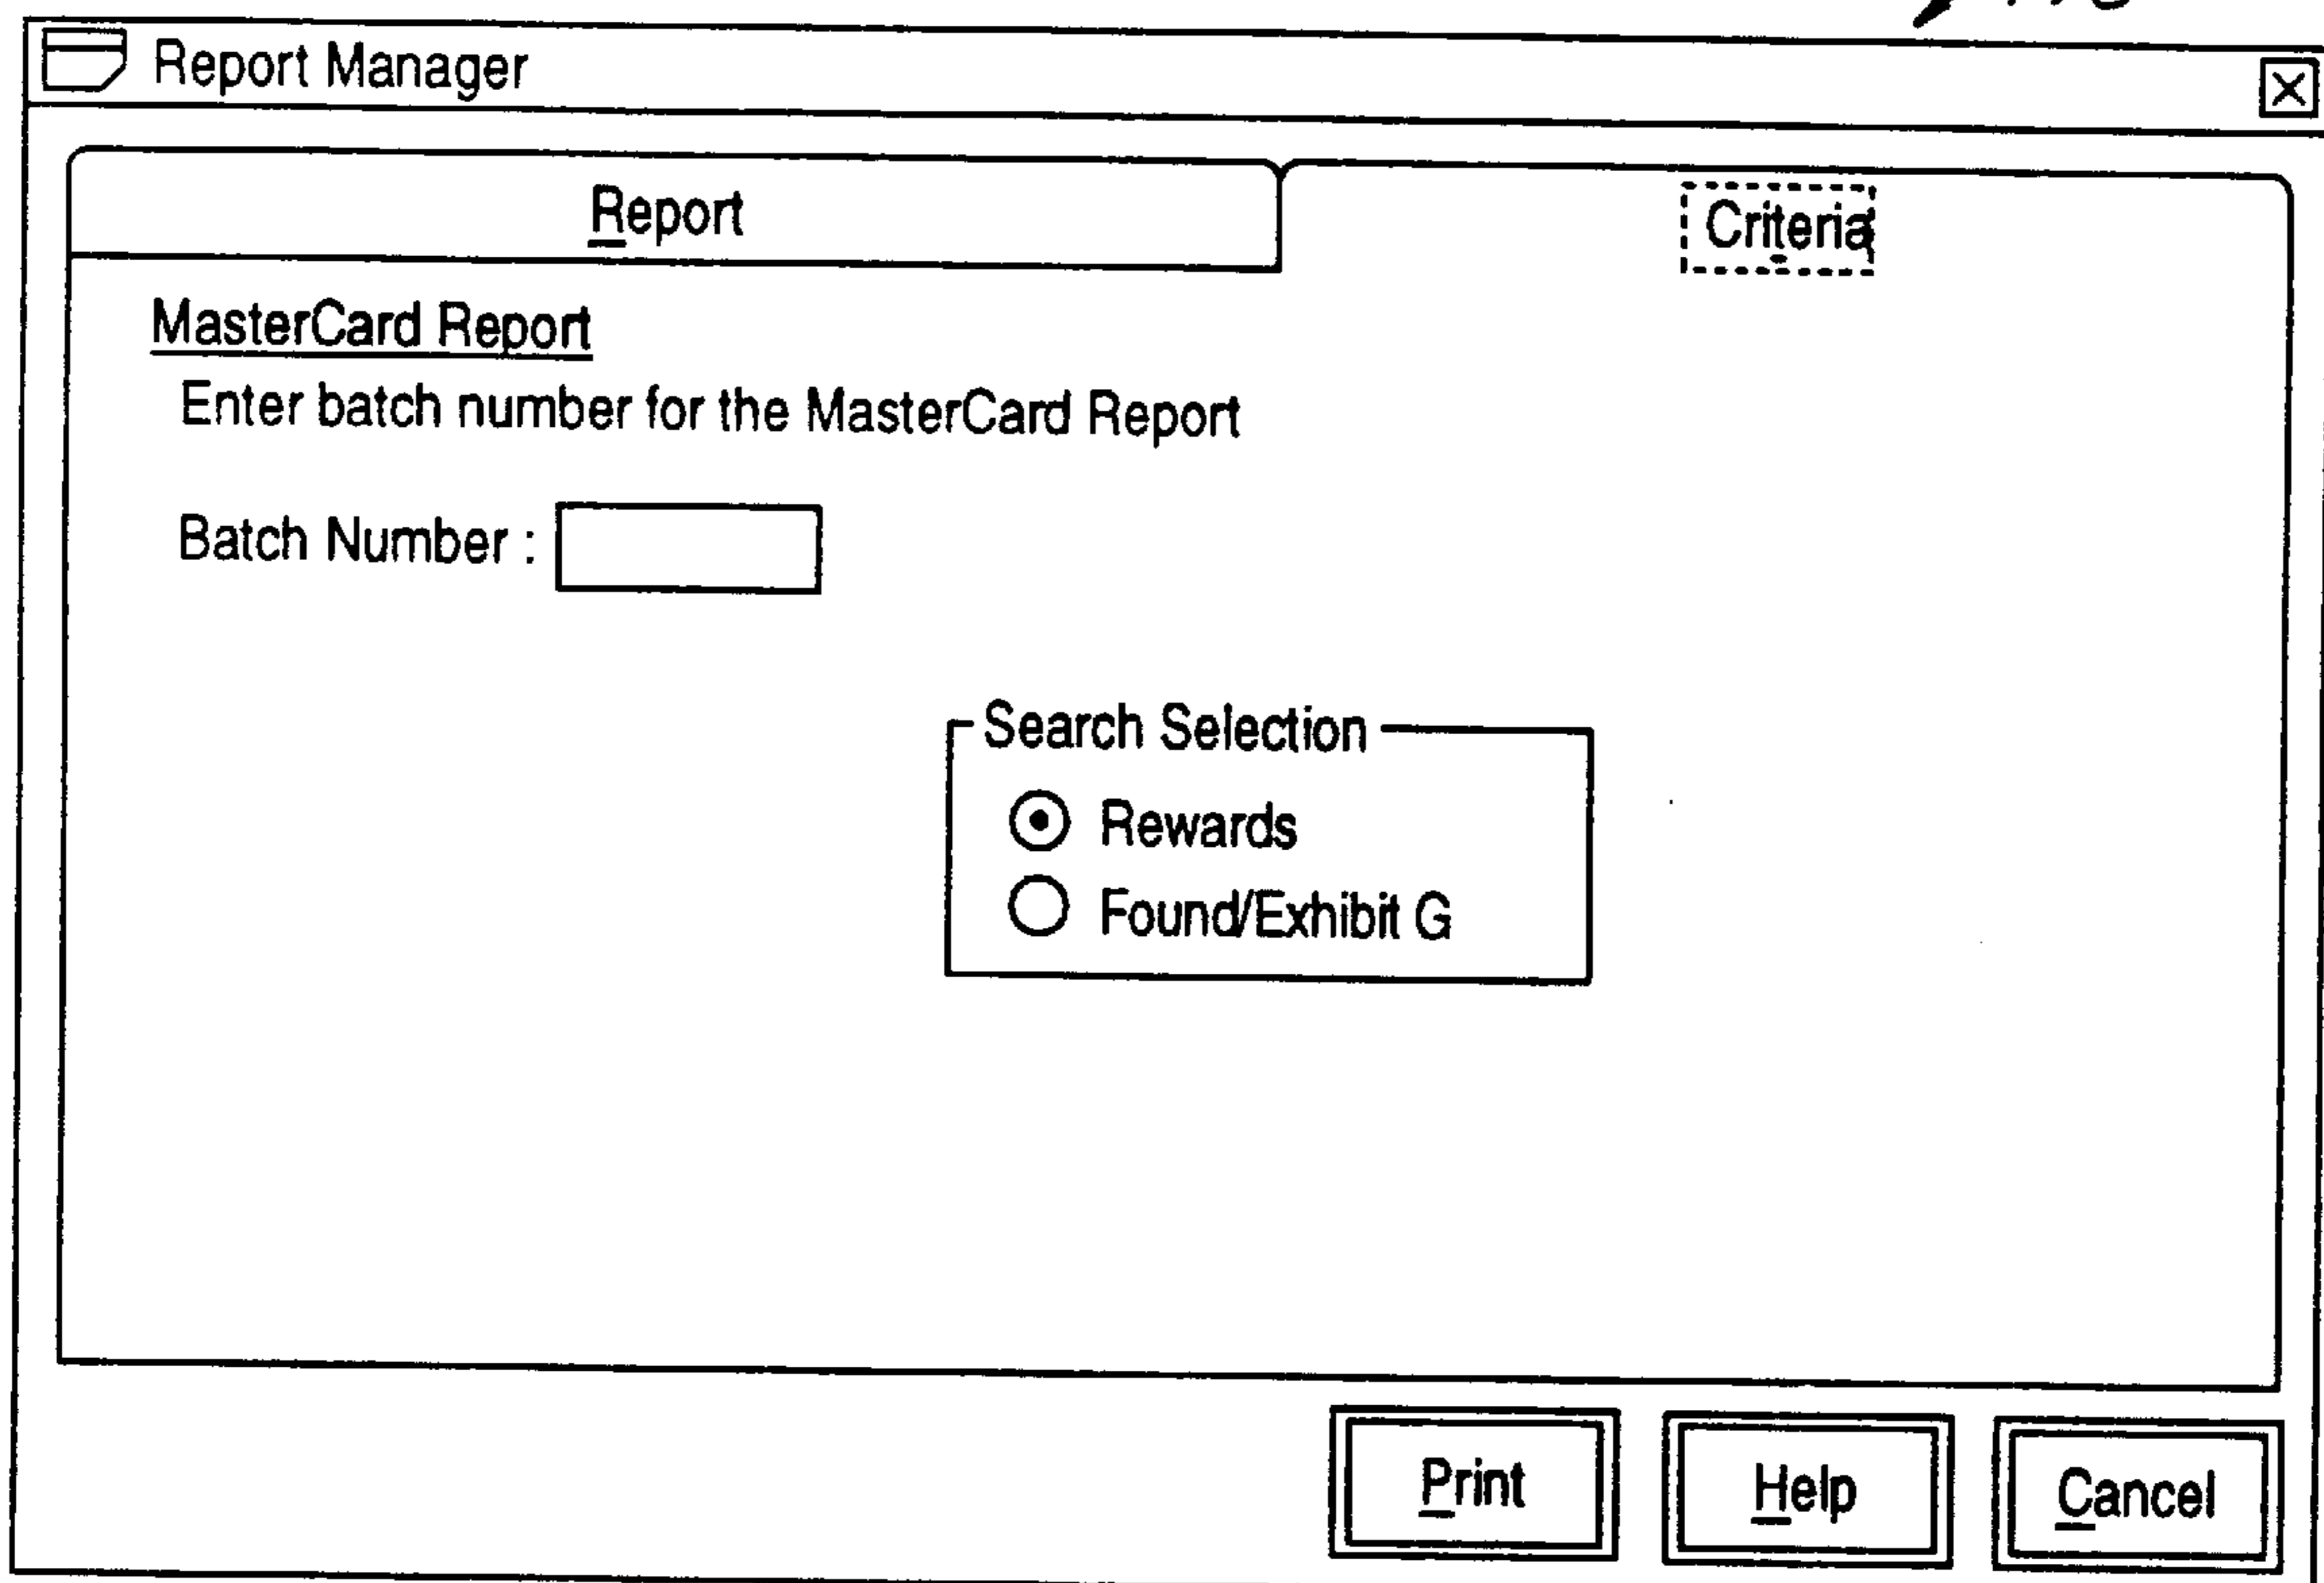 Report Manager
Report Criteria
MasterCard Report
Enter batch number for the MasterCard Report
Batch Number :
Search Selection
Rewards
Found/Exhibit G
Print Help Cancel